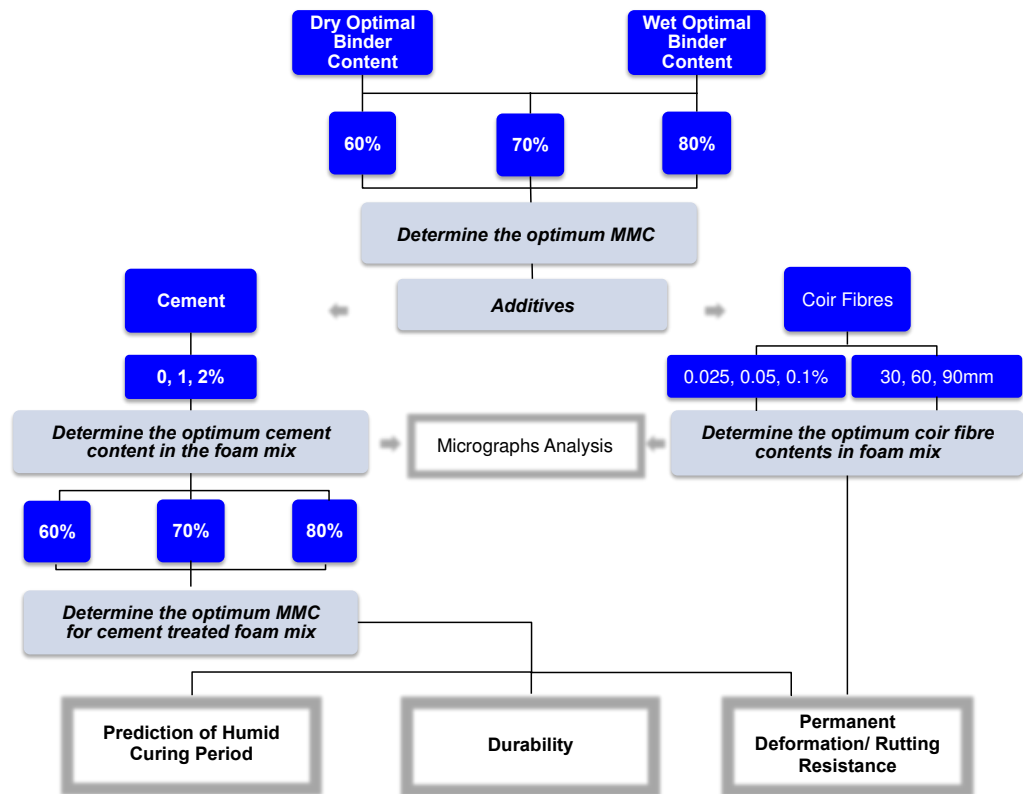 Dry Optimal
Binder
Content
Wet Optimal
Binder
Content
60%
70%
80%
Determine the optimum MMC
Cement
Additives
Coir Fibres
0, 1, 2%
0.025, 0.05, 0.1%
30, 60, 90mm
Determine the optimum cement
content in the foam mix
Micrographs Analysis
Determine the optimum coir fibre
contents in foam mix
60%
70%
80%
Determine the optimum MMC
for cement treated foam mix
Prediction of Humid
Curing Period
Durability
Permanent
Deformation/ Rutting
Resistance